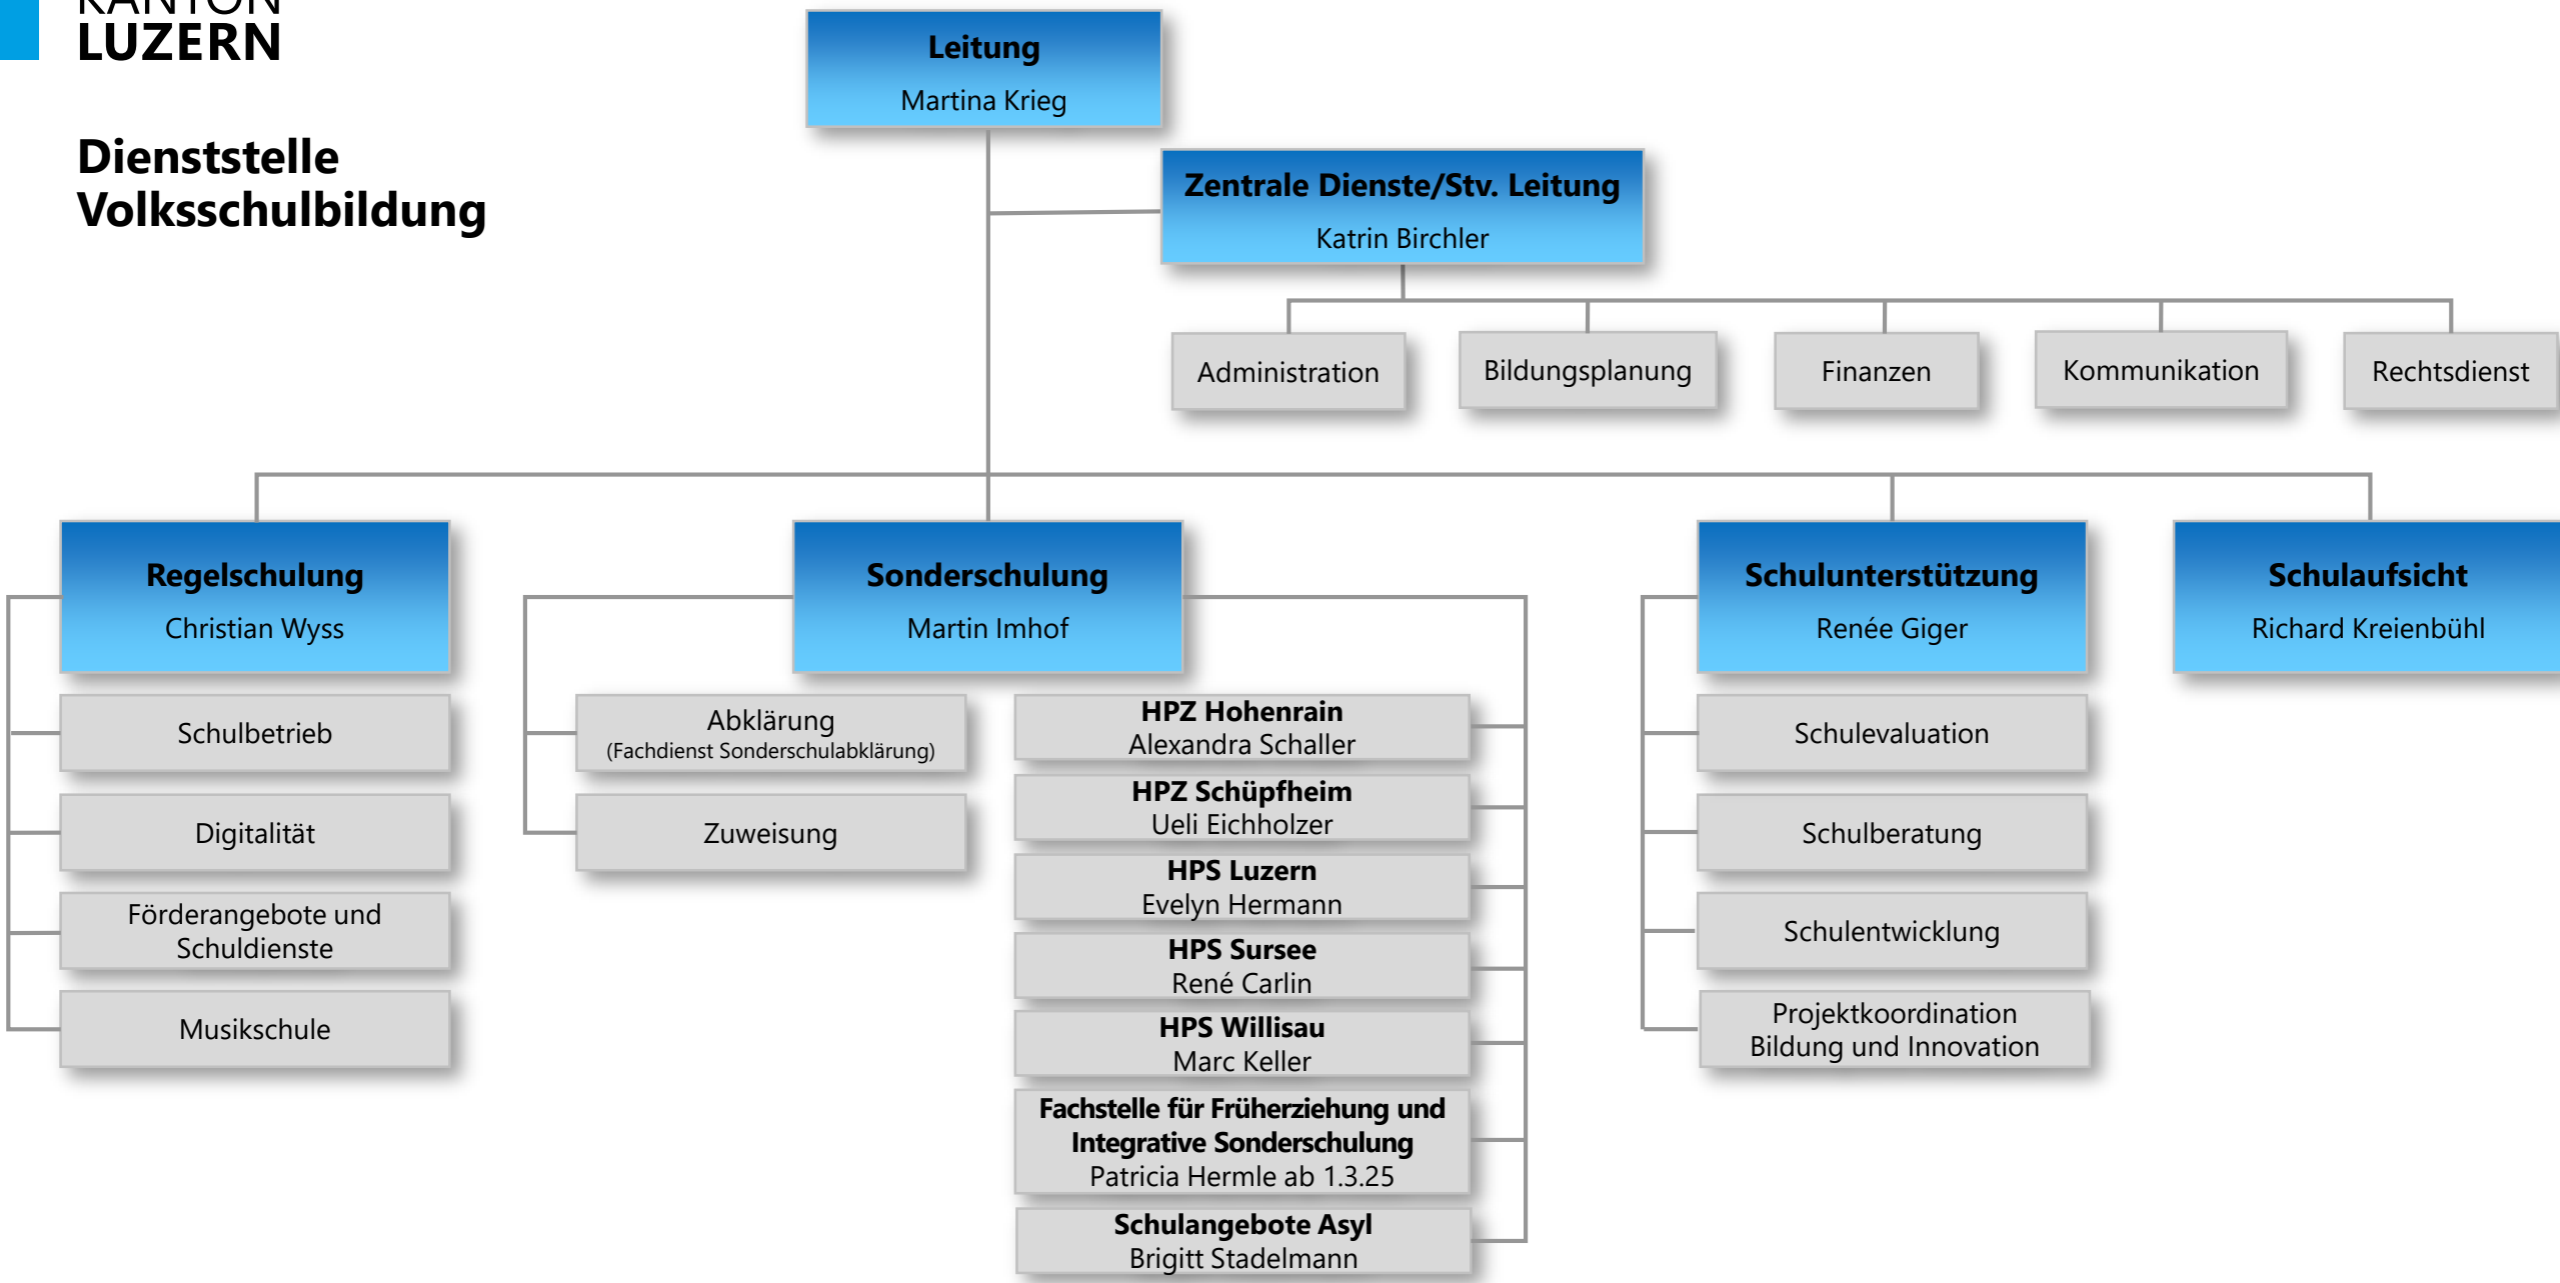 KANTON
LUZERN
Dienststelle
Volksschulbildung
Leitung
Martina Krieg
Zentrale Dienste/Stv. Leitung
Katrin Birchler
Administration
Bildungsplanung
Finanzen
Kommunikation
Rechtsdienst
Regelschulung
Christian Wyss
Schulbetrieb
Digitalität
Förderangebote und
Schuldienste
Musikschule
Sonderschulung
Martin Imhof
Abklärung
(Fachdienst Sonderschulabklärung)
Zuweisung
HPZ Hohenrain
Alexandra Schaller
HPZ Schüpfheim
Ueli Eichholzer
HPS Luzern
Evelyn Hermann
HPS Sursee
René Carlin
HPS Willisau
Marc Keller
Fachstelle für Früherziehung und
Integrative Sonderschulung
Patricia Hermle ab 1.3.25
Schulangebote Asyl
Brigitt Stadelmann
Schulunterstützung
Renée Giger
Schulevaluation
Schulberatung
Schulentwicklung
Projektkoordination
Bildung und Innovation
Schulaufsicht
Richard Kreienbühl